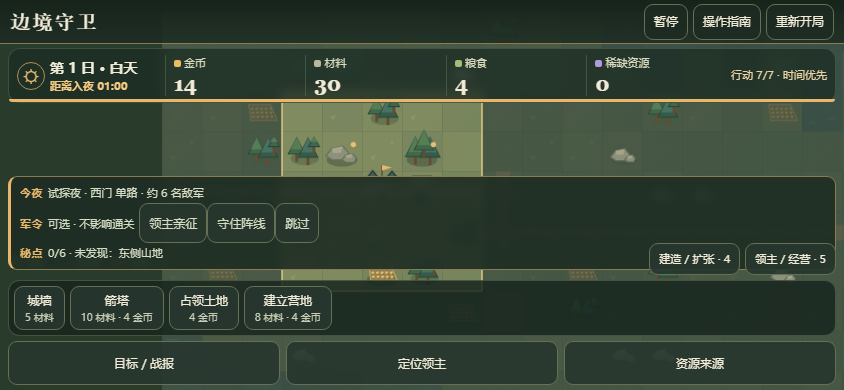 边境守卫
暂停 操作指南 重新开局
第 1 日 • 白天
距离入夜 01:00
金币
14
材料
30
粮食
4
稀缺资源
0
行动 7/7 · 时间优先
今夜 试探夜 · 西门 单路 · 约 6 名敌军
军令 可选 · 不影响通关 领主亲征 守住阵线 跳过
秘点 0/6 · 未发现：东侧山地
建造 / 扩张 · 4 领主 / 经营 · 5
城墙
5 材料
箭塔
10 材料 · 4 金币
占领土地
4 金币
建立营地
8 材料 · 4 金币
目标 / 战报 定位领主 资源来源